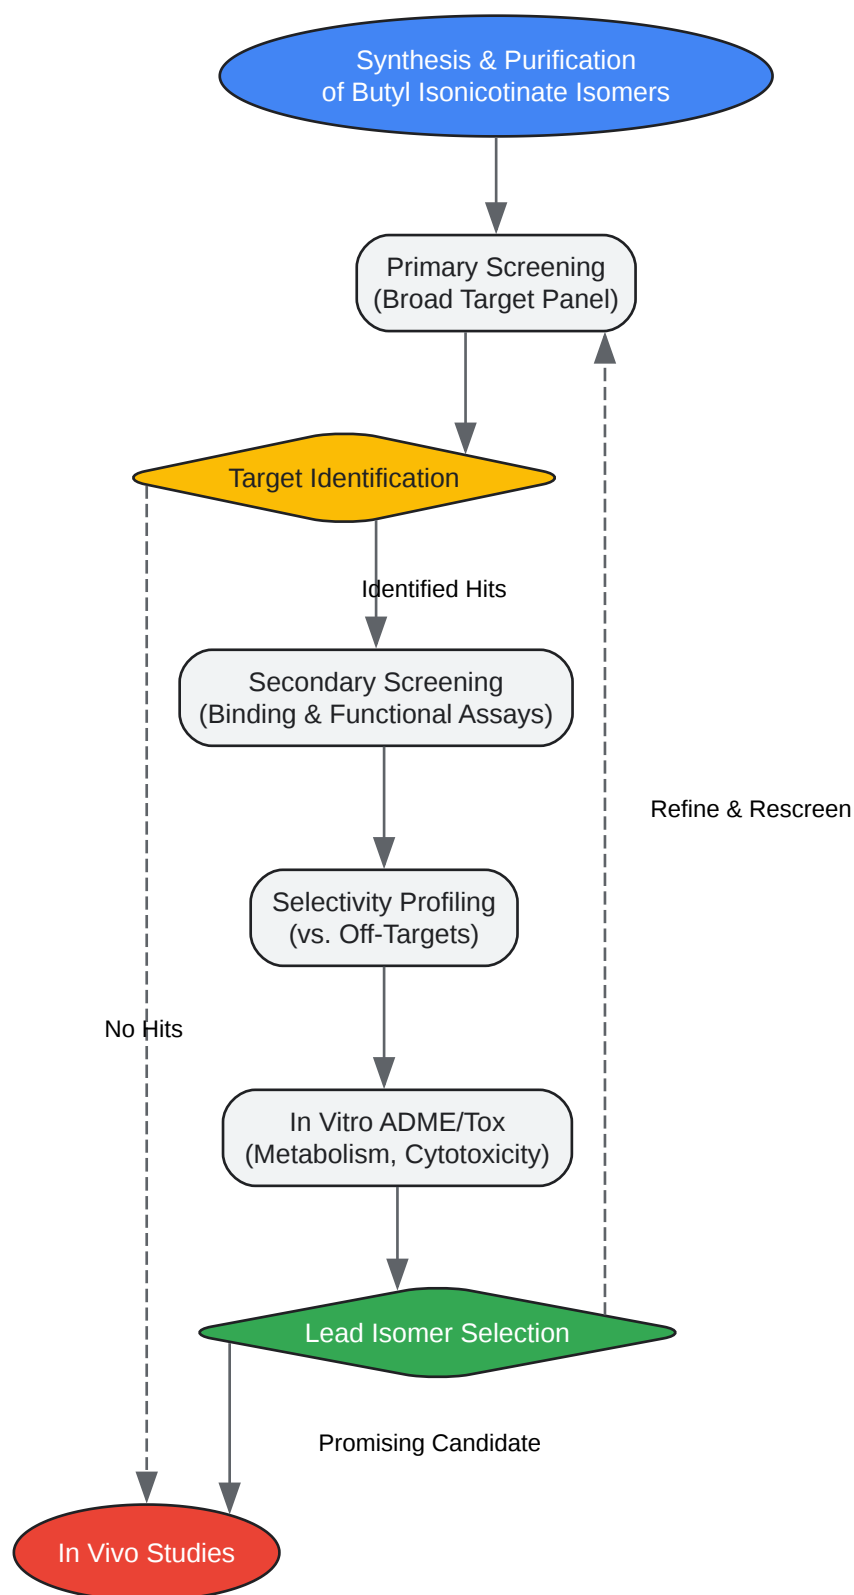 Synthesis & Purification
of Butyl Isonicotinate Isomers
Primary Screening
(Broad Target Panel)
Target Identification
Identified Hits
Secondary Screening
(Binding & Functional Assays)
Refine & Rescreen
Selectivity Profiling
(vs. Off-Targets)
No Hits
In Vitro ADME/Tox
(Metabolism, Cytotoxicity)
Lead Isomer Selection
Promising Candidate
In Vivo Studies